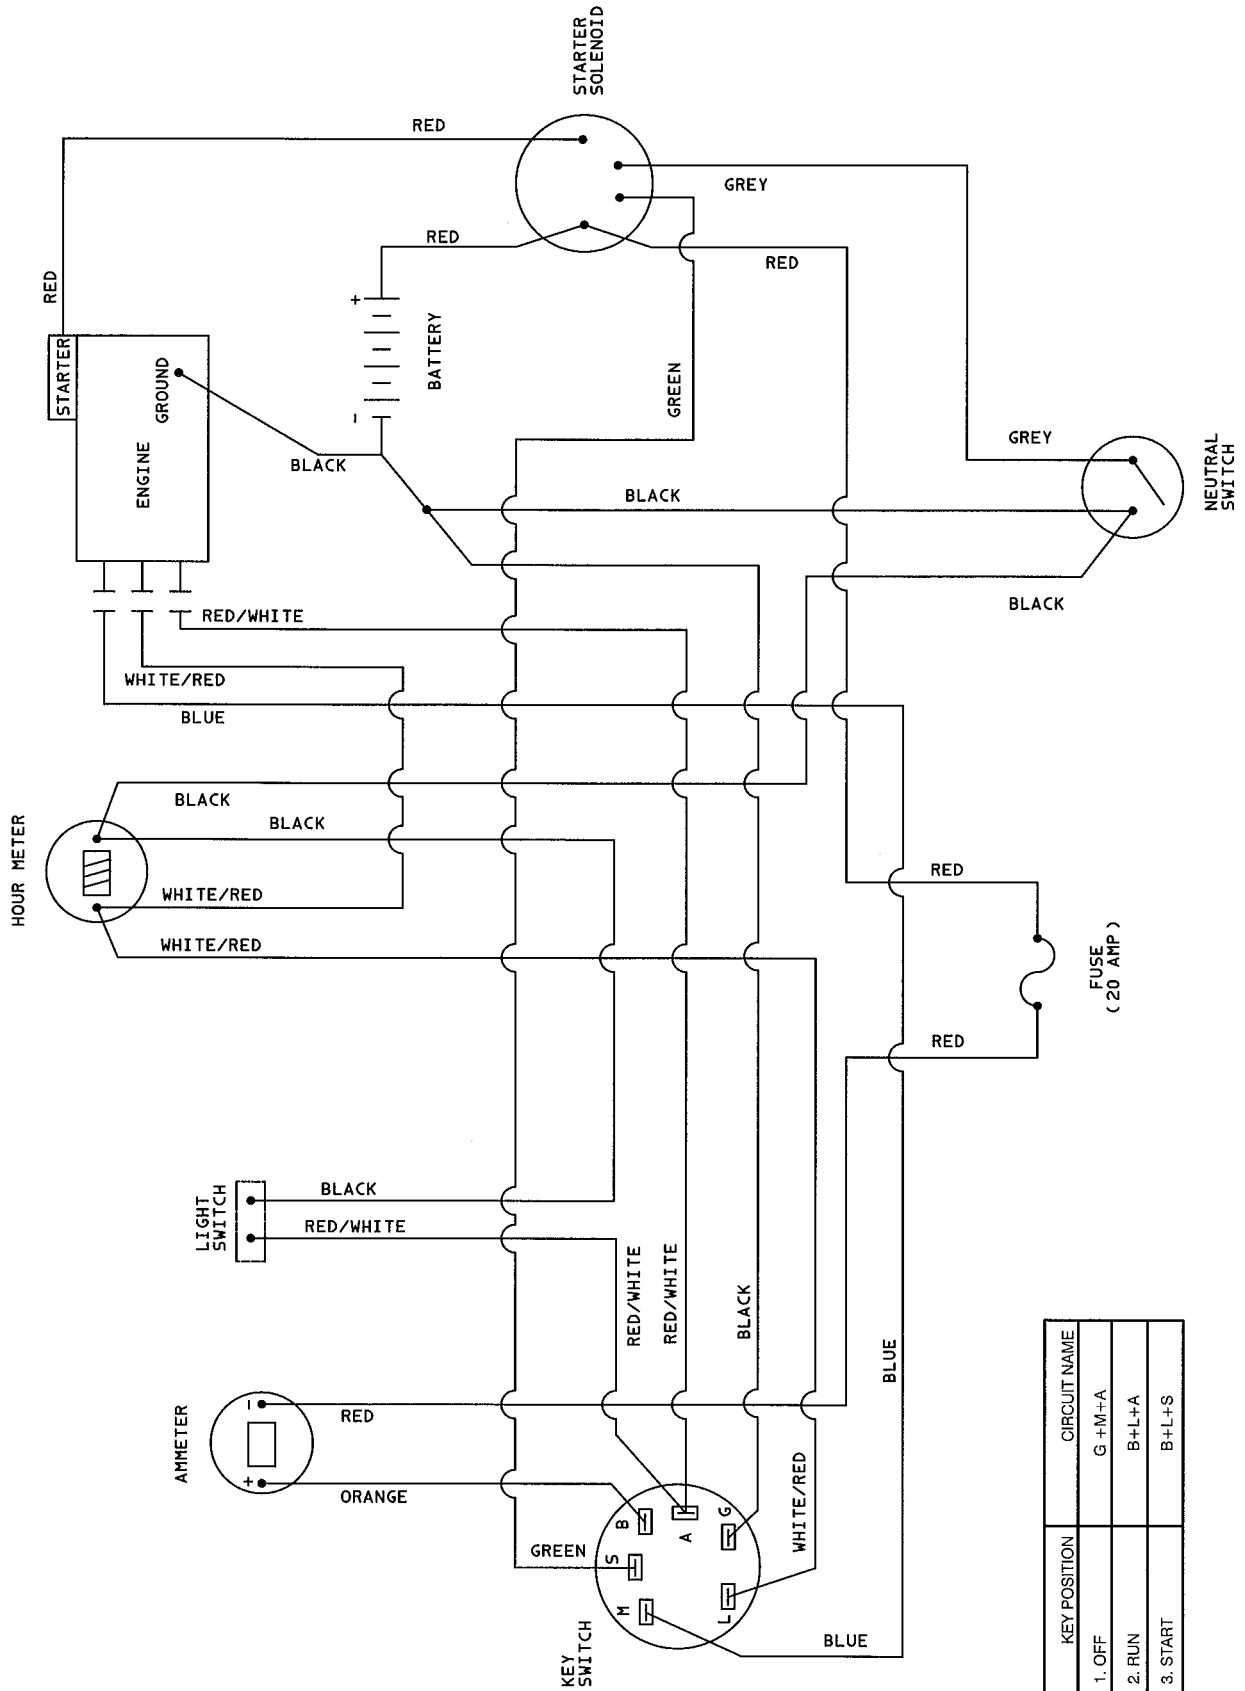 STARTER
SOLENOID
RED
GREY
RED
RED
RED
STARTER
GROUND
ENGINE
+
BATTERY
-
BLACK
GREEN
BLACK
GREY
NEUTRAL
SWITCH
BLACK
RED/WHITE
WHITE/RED
BLUE
HOUR METER
BLACK
BLACK
WHITE/RED
WHITE/RED
RED
FUSE
(20 AMP)
RED
LIGHT
SWITCH
BLACK
RED/WHITE
RED/WHITE
RED/WHITE
BLACK
BLUE
AMMETER
-
+
RED
ORANGE
GREEN
WHITE/RED
BLUE
KEY
SWITCH
M
S
B
A
G
L
KEY POSITION CIRCUIT NAME
1. OFF G +M+A
2. RUN B+L+A
3. START B+L+S